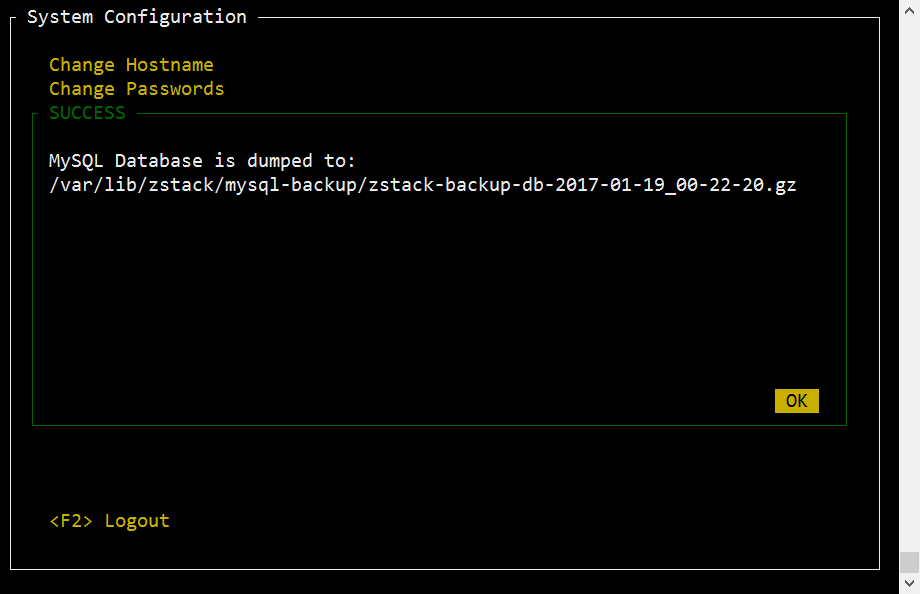 System Configuration
Change Hostname
Change Passwords
SUCCESS
MySQL Database is dumped to:
/var/lib/zstack/mysql-backup/zstack-backup-db-2017-01-19_00-22-20.gz
OK
<F2> Logout